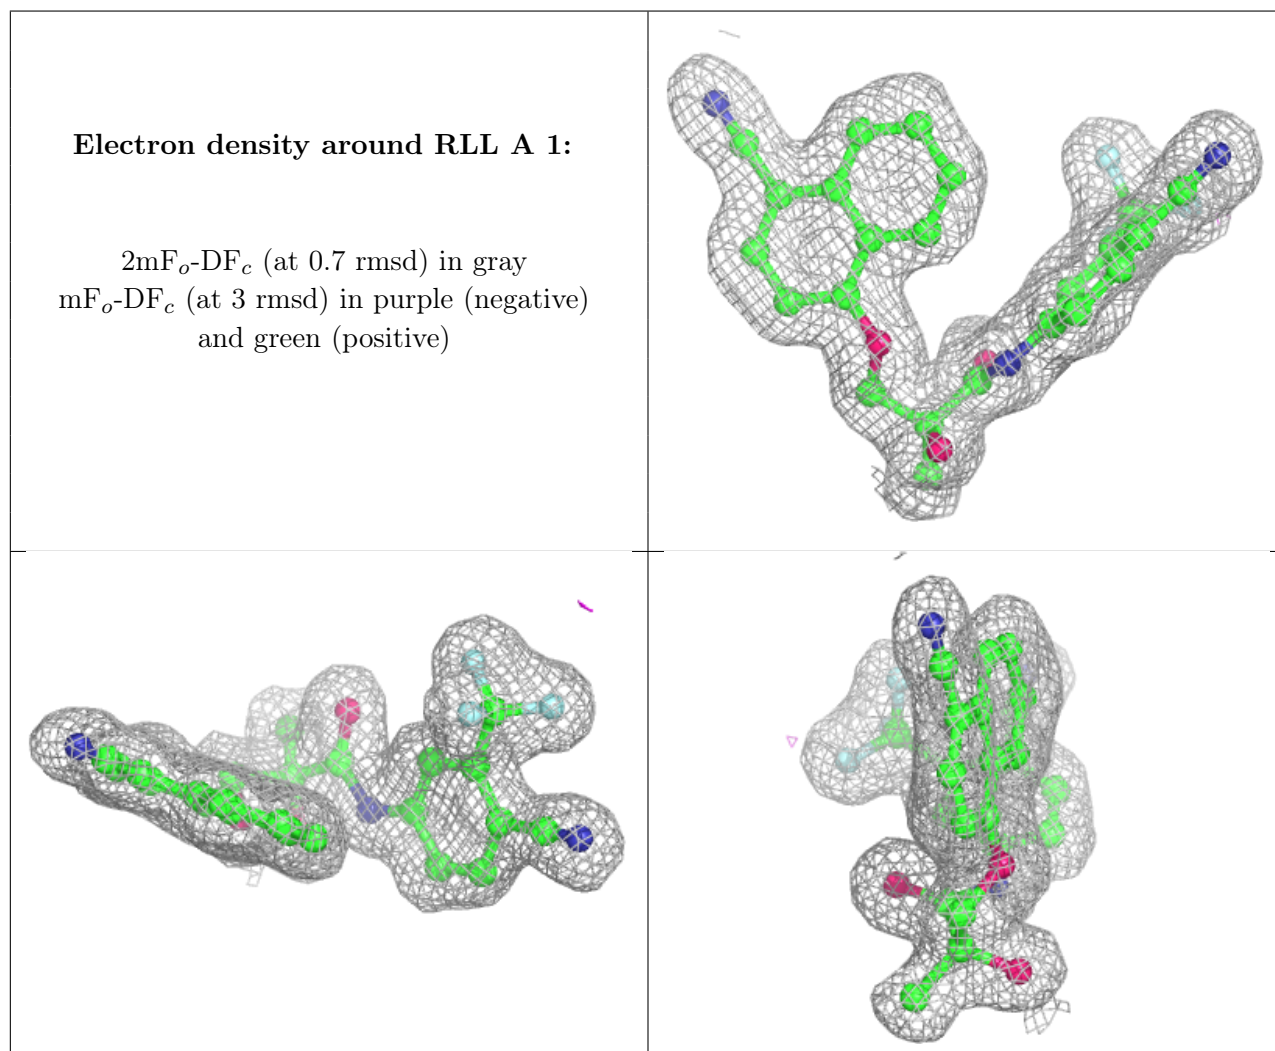 Electron density around RLL A 1:
2mFₒ-DF𝒸 (at 0.7 rmsd) in gray
mFₒ-DF𝒸 (at 3 rmsd) in purple (negative)
and green (positive)